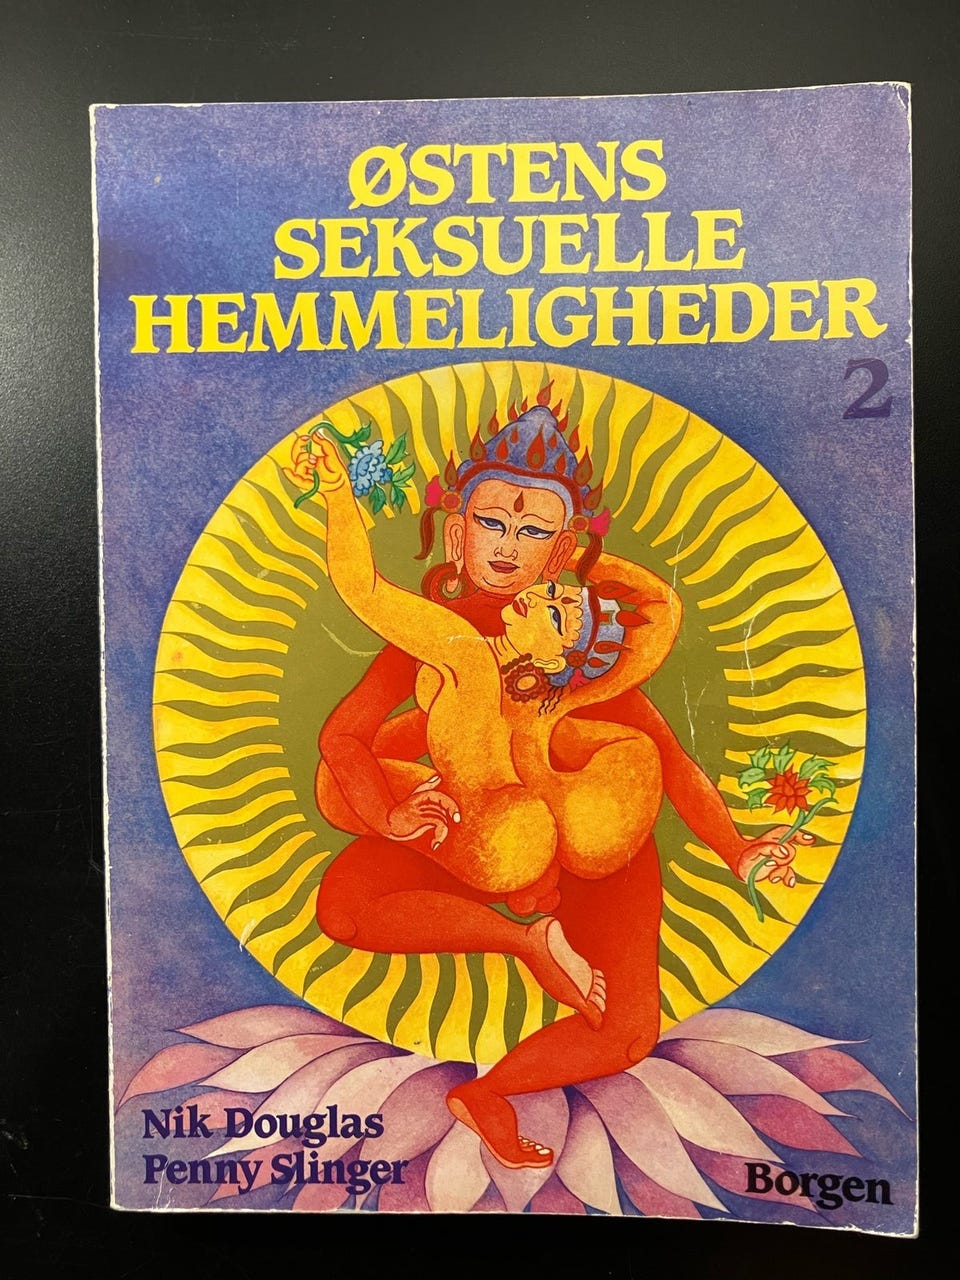 ØSTENS
SEKSUELLE
HEMMELIGHEDER
2
Nik Douglas
Penny Slinger
Borgen